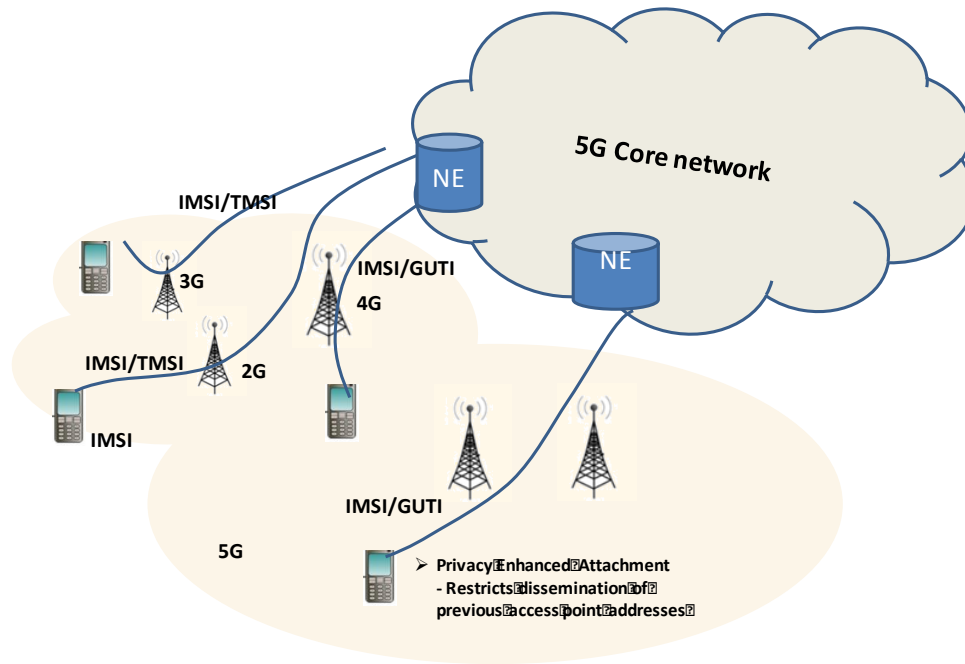 5G Core network
NE
IMSI/TMSI
NE
IMSI/GUTI
3G
4G
IMSI/TMSI
2G
IMSI
IMSI/GUTI
5G
➢ Privacy Enhanced Attachment
- Restricts dissemination of
previous access point addresses